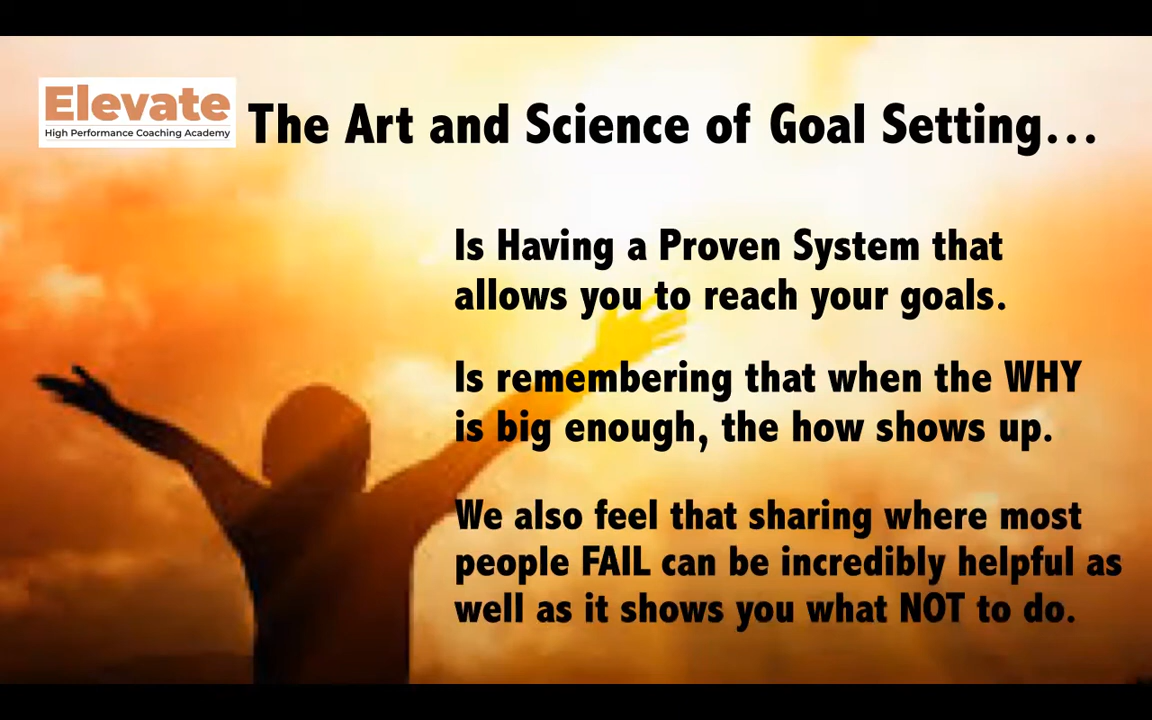 Elevate
High Performance Coaching Academy
The Art and Science of Goal Setting...
Is Having a Proven System that
allows you to reach your goals.
Is remembering that when the WHY
is big enough, the how shows up.
We also feel that sharing where most
people FAIL can be incredibly helpful as
well as it shows you what NOT to do.